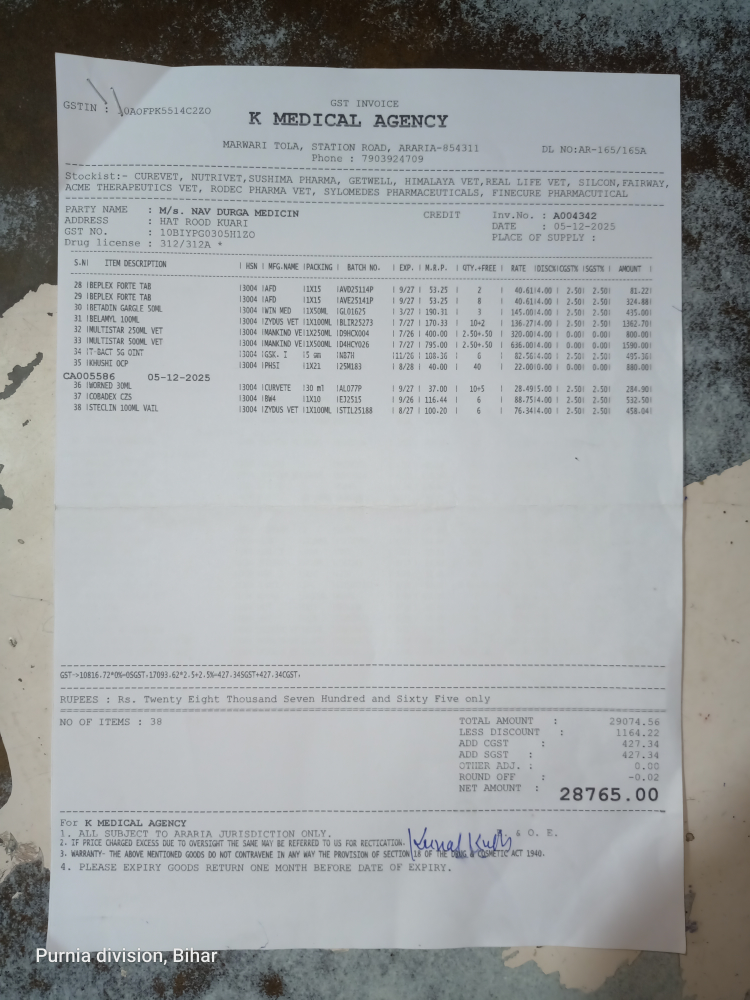 GST INVOICE
GSTIN : 10AOFPK5514C2ZO
K MEDICAL AGENCY
MARWARI TOLA, STATION ROAD, ARARIA-854311
DL NO:AR-165/165A
Phone : 7903924709
Stockist:- CUREVET, NUTRIVET,SUSHIMA PHARMA, GETWELL, HIMALAYA VET,REAL LIFE VET, SILCON,FAIRWAY,
ACME THERAPEUTICS VET, RODEC PHARMA VET, SYLOMEDES PHARMACEUTICALS, FINECURE PHARMACUTICAL
PARTY NAME : M/s. NAV DURGA MEDICIN CREDIT Inv.No. : A004342
ADDRESS : HAT ROOD KUARI DATE : 05-12-2025
GST NO. : 10BIYPG0305H1ZO PLACE OF SUPPLY :
Drug license : 312/312A *
S.N| ITEM DESCRIPTION | HSN |MFG.NAME |PACKING | BATCH NO. | EXP. | M.R.P. | QTY.+FREE | RATE |DISC%|CGST% |SGST%| AMOUNT |
28 |BEPLEX FORTE TAB |3004 |AFD |1X15 |AVD25114P | 9/27 | 53.25 | 2 | 40.61|4.00 | 2.50| 2.50| 81.22|
29 |BEPLEX FORTE TAB |3004 |AFD |1X15 |AVE25141P | 9/27 | 53.25 | 8 | 40.61|4.00 | 2.50| 2.50| 324.88|
30 |BETADIN GARGLE 50ML |3004 |WIN MED |1X50ML |GL01625 | 3/27 | 190.31 | 3 | 145.00|4.00 | 2.50| 2.50| 435.00|
31 |BELAMYL 100ML |3004 |ZYDUS VET |1X100ML |BLIR25273 | 7/27 | 170.33 | 10+2 | 136.27|4.00 | 2.50| 2.50| 1362.70|
32 |MULTISTAR 250ML VET |3004 |MANKIND VE|1X250ML |D9HCX004 | 7/26 | 400.00 | 2.50+.50 | 320.00|4.00 | 0.00| 0.00| 800.00|
33 |MULTISTAR 500ML VET |3004 |MANKIND VE|1X500ML |D4HCY026 | 7/27 | 795.00 | 2.50+.50 | 636.00|4.00 | 0.00| 0.00| 1590.00|
34 |T-BACT 5G OINT |3004 |GSK. I |5 gm |N87H | 11/26 | 108.36 | 6 | 82.56|4.00 | 2.50| 2.50| 495.36|
35 |KHUSHI OCP |3004 |PHSI |1X21 |25M183 | 8/28 | 40.00 | 40 | 22.00|0.00| 0.00| 0.00| 880.00|
CA005586 05-12-2025
36 |WORNED 30ML |3004 |CURVETE |30 ml |AL077P | 9/27 | 37.00 | 10+5 | 28.49|5.00 | 2.50| 2.50| 284.90|
37 |COBADEX CZS |3004 |BW4 |1X10 |EJ2515 | 9/26 | 116.44 | 6 | 88.75|4.00 | 2.50| 2.50| 532.50|
38 |STECLIN 100ML VAIL |3004 |ZYDUS VET |1X100ML |STIL25188 | 8/27 | 100.20 | 6 | 76.34|4.00 | 2.50| 2.50| 458.04|
GST->10816.72*0%=0SGST,17093.62*2.5+2.5%=427.34SGST+427.34CGST,
RUPEES : Rs. Twenty Eight Thousand Seven Hundred and Sixty Five only
NO OF ITEMS : 38
TOTAL AMOUNT : 29074.56
LESS DISCOUNT : 1164.22
ADD CGST : 427.34
ADD SGST : 427.34
OTHER ADJ. : 0.00
ROUND OFF : -0.02
NET AMOUNT : 28765.00
For K MEDICAL AGENCY
1. ALL SUBJECT TO ARARIA JURISDICTION ONLY. & O. E.
2. IF PRICE CHARGED EXCESS DUE TO OVERSIGHT THE SAME MAY BE REFERRED TO US FOR RECTICATION.
3. WARRANTY- THE ABOVE MENTIONED GOODS DO NOT CONTRAVENE IN ANY WAY THE PROVISION OF SECTION 18 OF THE DRUG & COSMETIC ACT 1940.
4. PLEASE EXPIRY GOODS RETURN ONE MONTH BEFORE DATE OF EXPIRY.
Purnia division, Bihar